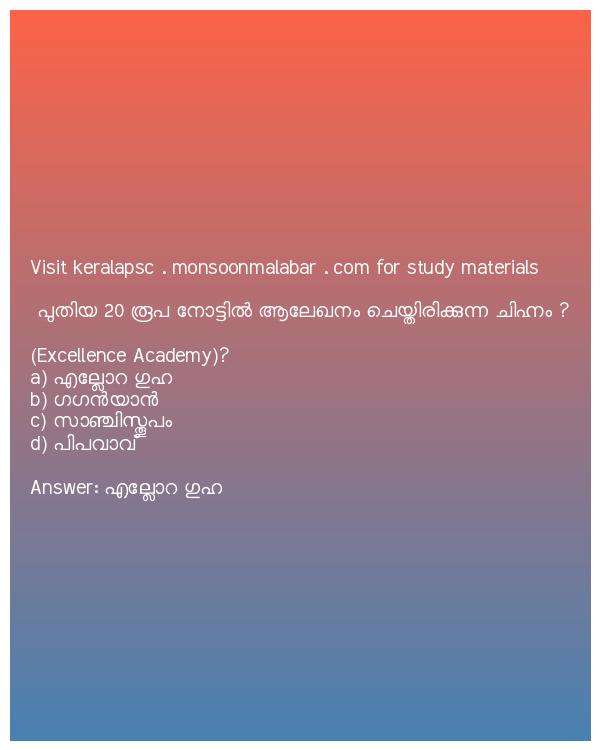 Visit keralapsc . monsoonmalabar . com for study materials
പുതിയ 20 രൂപ നോട്ടിൽ ആലേഖനം ചെയ്തിരിക്കുന്ന ചിഹ്നം ?
(Excellence Academy)?
a) എല്ലോറ ഗുഹ
b) ഗഗൻയാൻ
c) സാഞ്ചിസ്തൂപം
d) പിപവാവ്
Answer: എല്ലോറ ഗുഹ